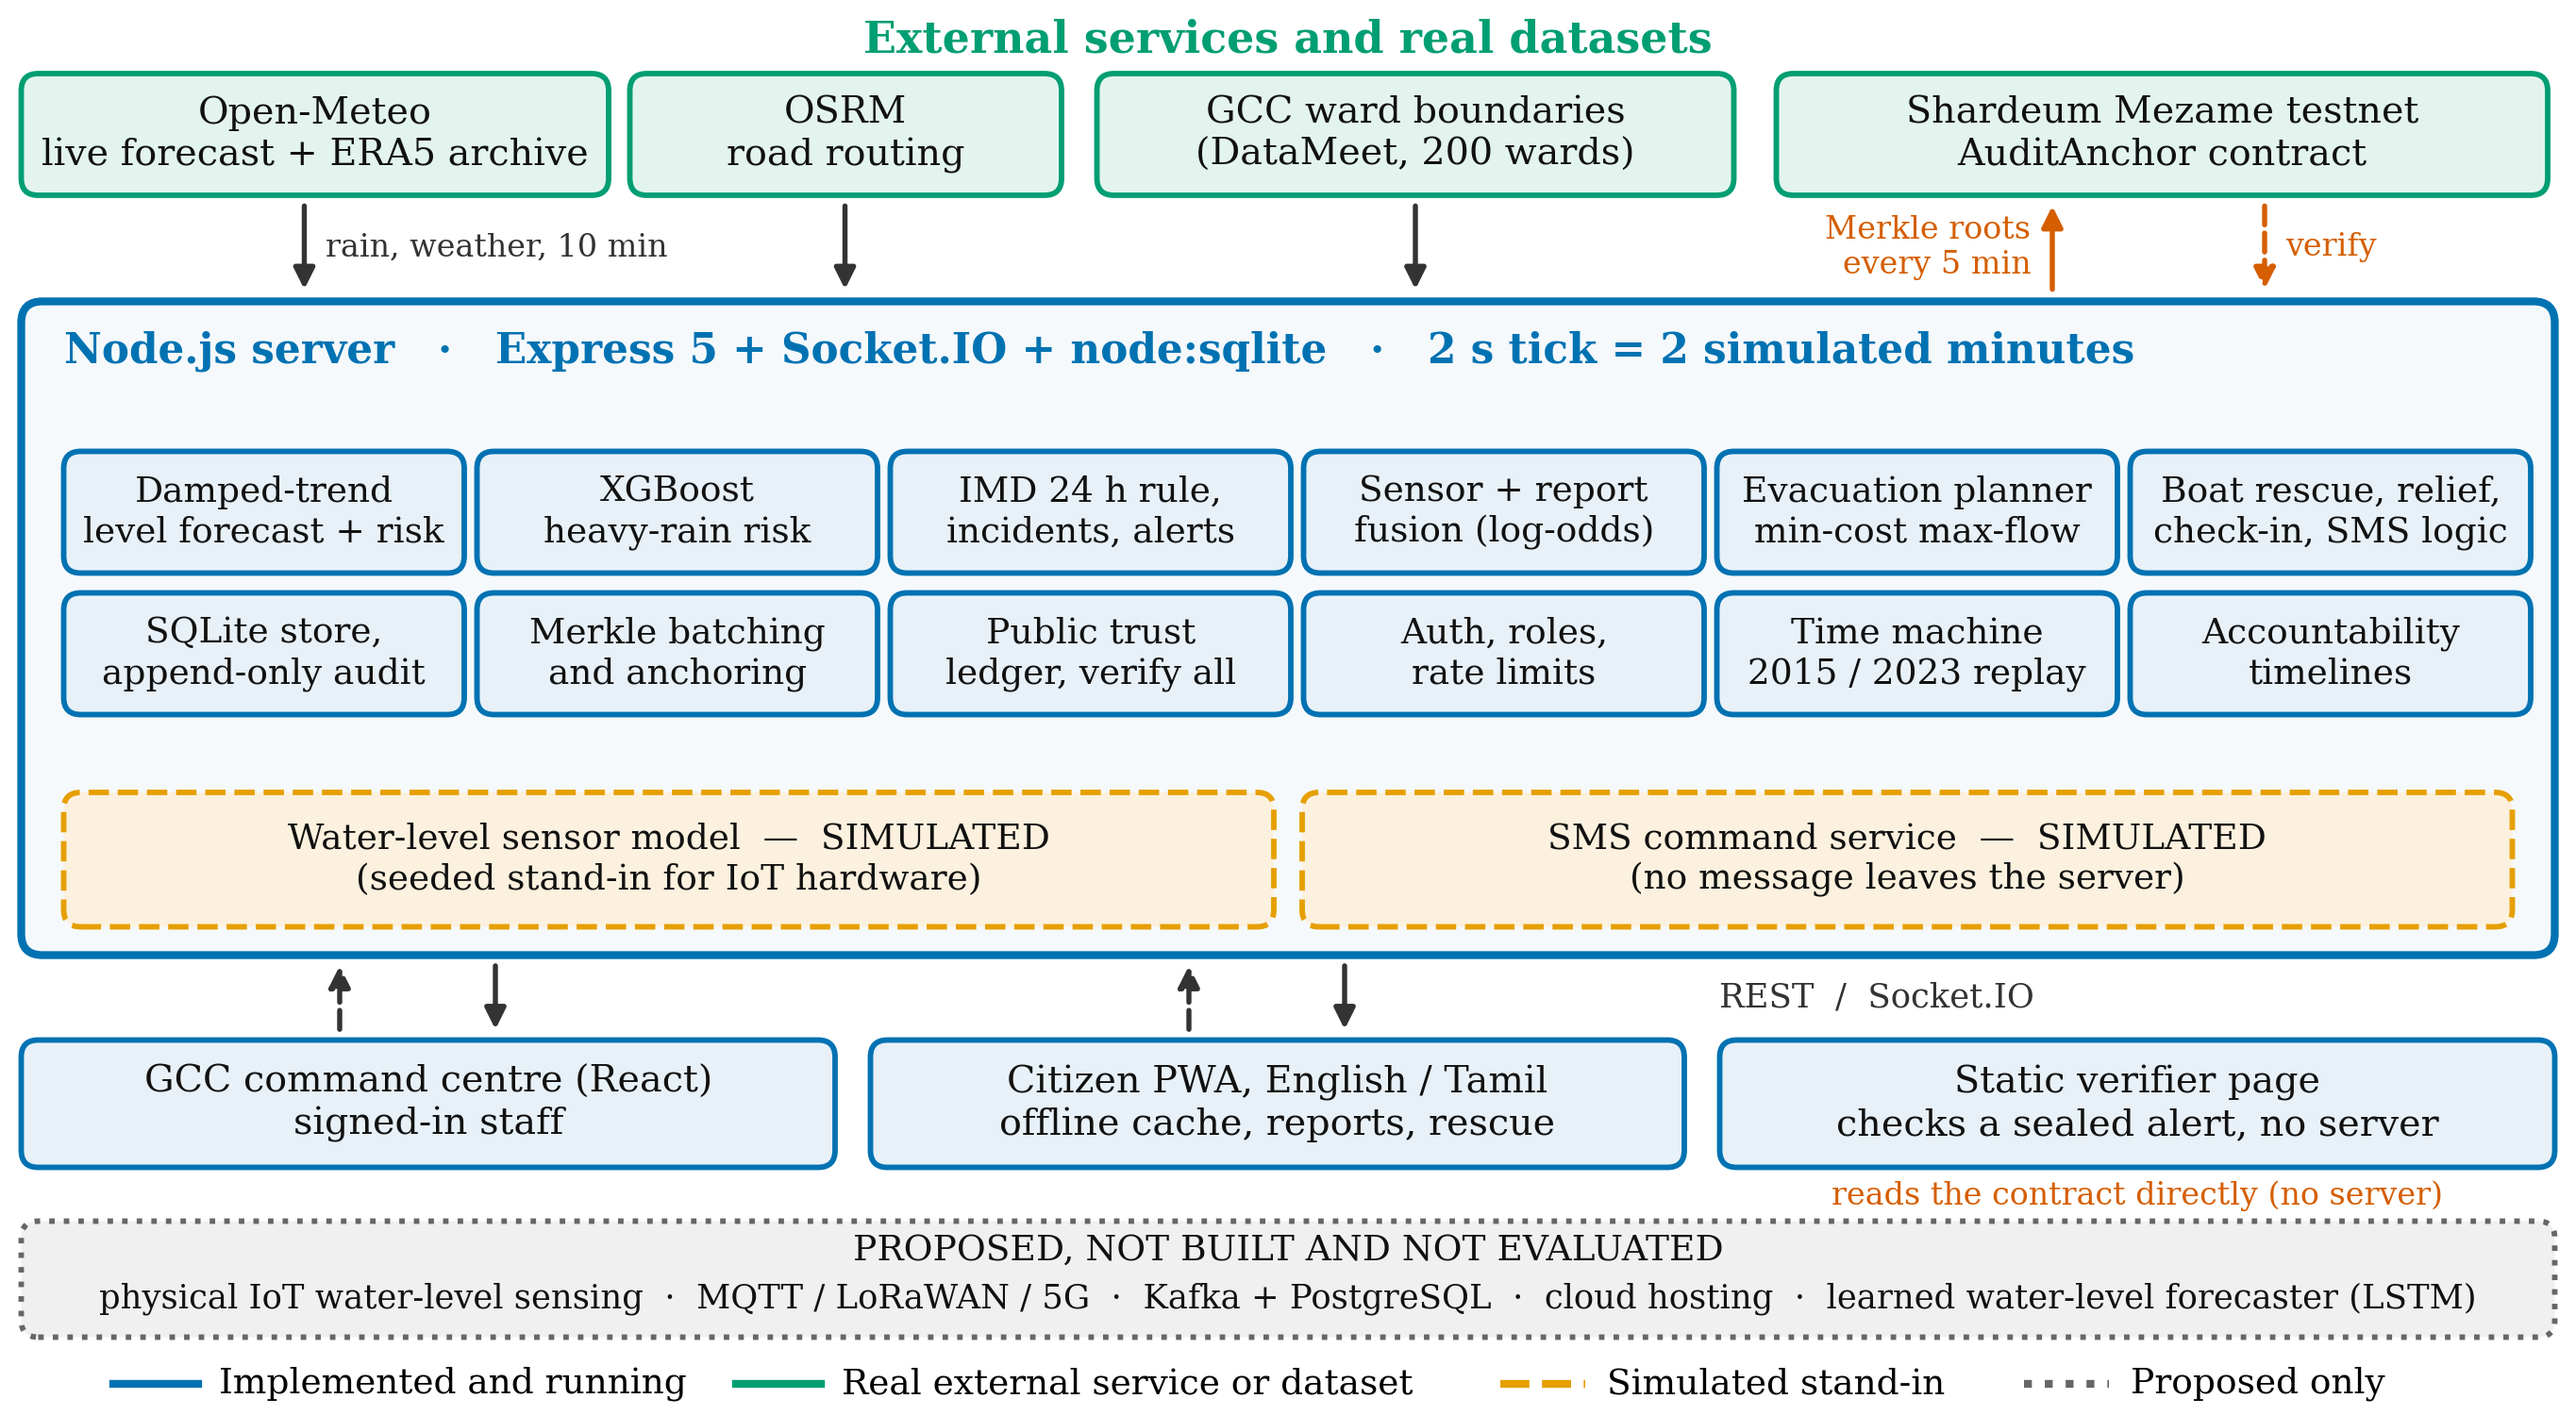 External services and real datasets
Open-Meteo
live forecast + ERA5 archive
OSRM
road routing
GCC ward boundaries
(DataMeet, 200 wards)
Shardeum Mezame testnet
AuditAnchor contract
rain, weather, 10 min
Merkle roots
every 5 min
verify
Node.js server · Express 5 + Socket.IO + node:sqlite · 2 s tick = 2 simulated minutes
Damped-trend
level forecast + risk
XGBoost
heavy-rain risk
IMD 24 h rule,
incidents, alerts
Sensor + report
fusion (log-odds)
Evacuation planner
min-cost max-flow
Boat rescue, relief,
check-in, SMS logic
SQLite store,
append-only audit
Merkle batching
and anchoring
Public trust
ledger, verify all
Auth, roles,
rate limits
Time machine
2015 / 2023 replay
Accountability
timelines
Water-level sensor model — SIMULATED
(seeded stand-in for IoT hardware)
SMS command service — SIMULATED
(no message leaves the server)
REST / Socket.IO
GCC command centre (React)
signed-in staff
Citizen PWA, English / Tamil
offline cache, reports, rescue
Static verifier page
checks a sealed alert, no server
reads the contract directly (no server)
PROPOSED, NOT BUILT AND NOT EVALUATED
physical IoT water-level sensing · MQTT / LoRaWAN / 5G · Kafka + PostgreSQL · cloud hosting · learned water-level forecaster (LSTM)
Implemented and running
Real external service or dataset
Simulated stand-in
Proposed only